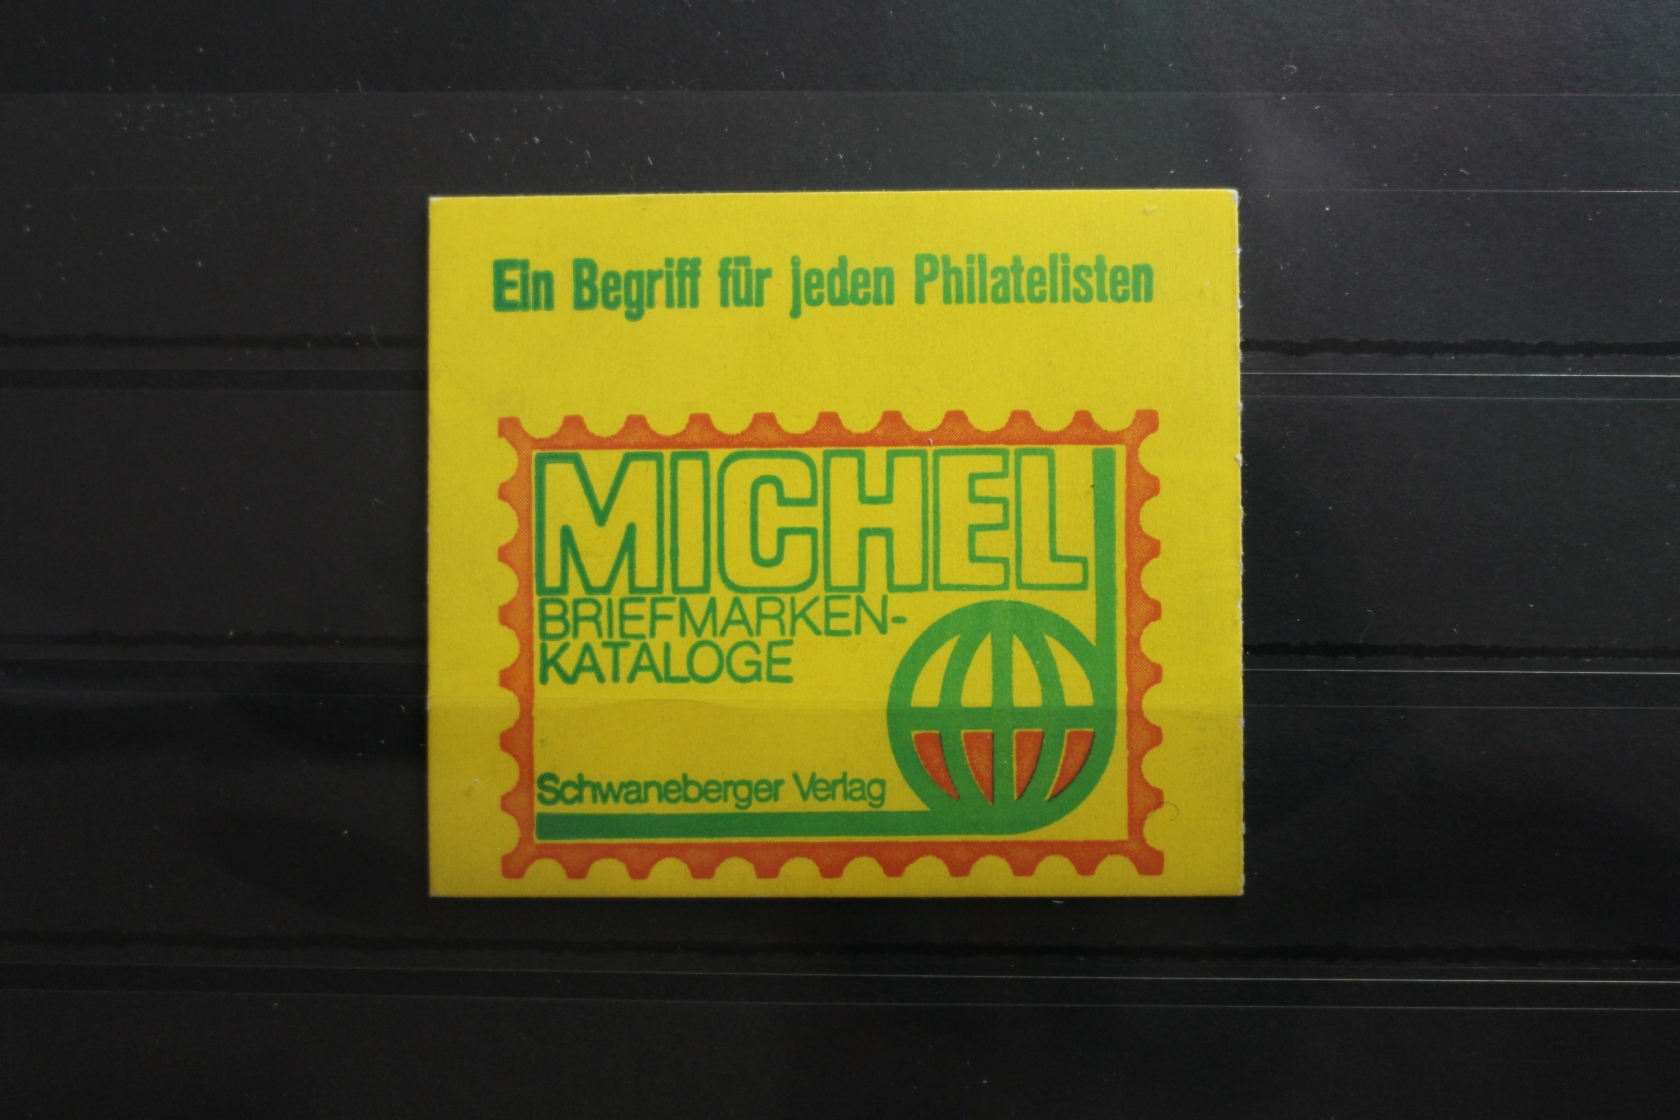 Ein Begriff für jeden Philatelisten
MICHEL
BRIEFMARKEN-
KATALOGE
Schwaneberger Verlag